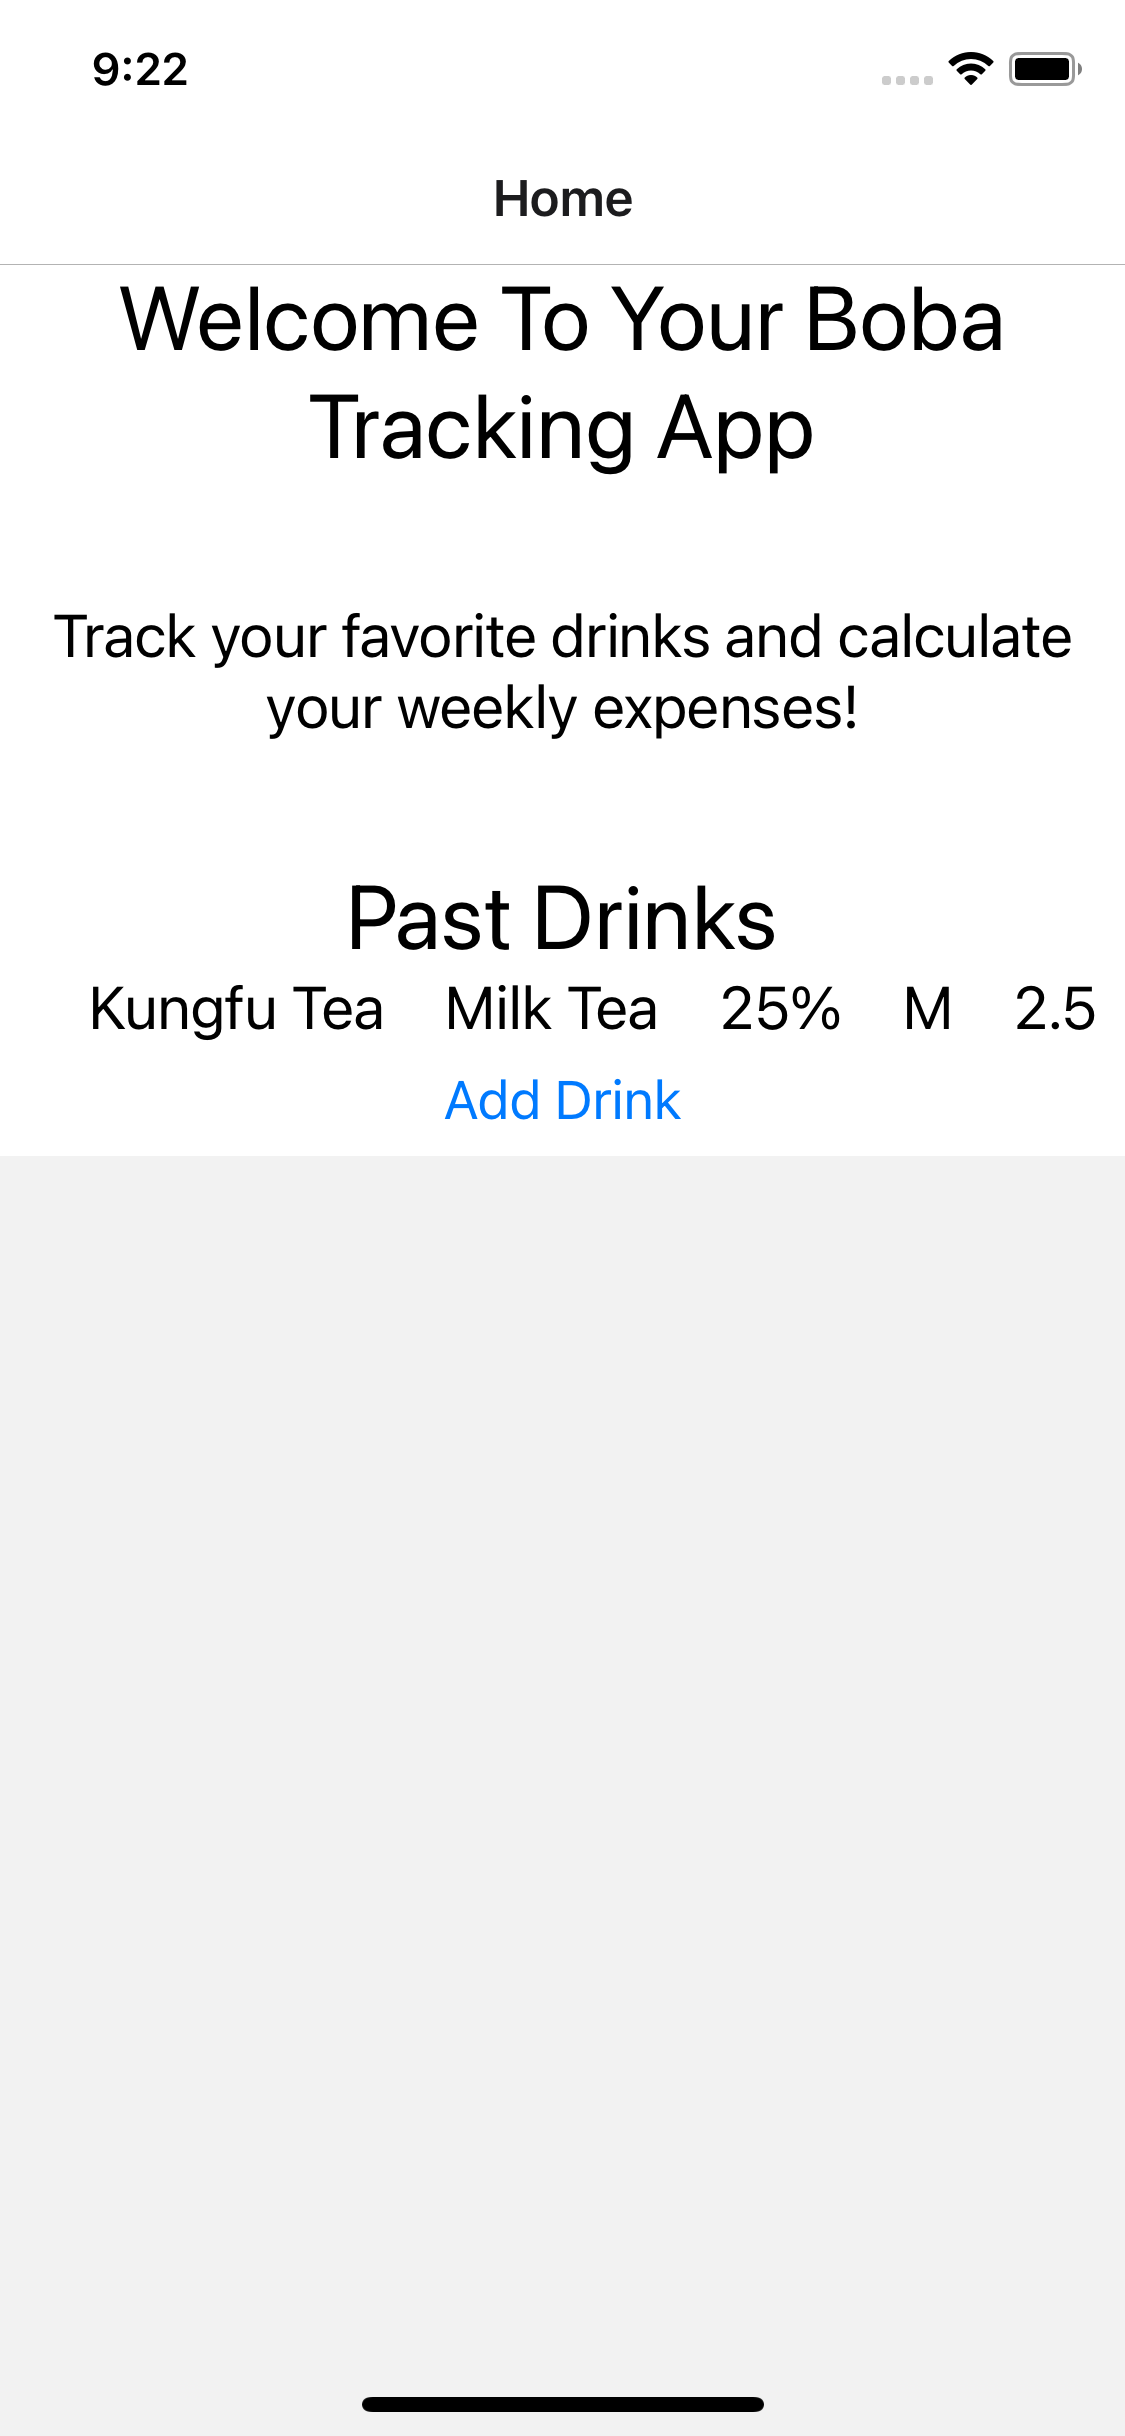 9:22
Home
Welcome To Your Boba
Tracking App
Track your favorite drinks and calculate
your weekly expenses!
Past Drinks
Kungfu Tea Milk Tea 25% M 2.5
Add Drink